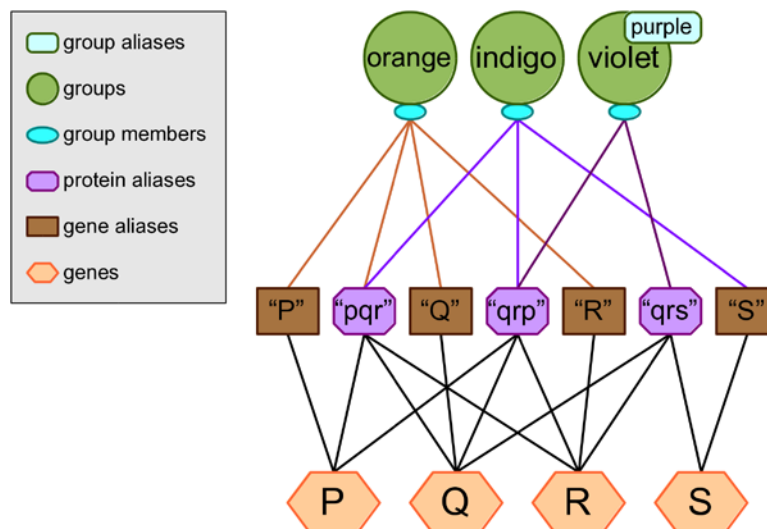 group aliases
groups
group members
protein aliases
gene aliases
genes
purple
orange
indigo
violet
“P”
“pqr”
“Q”
“qrp”
“R”
“qrs”
“S”
P
Q
R
S